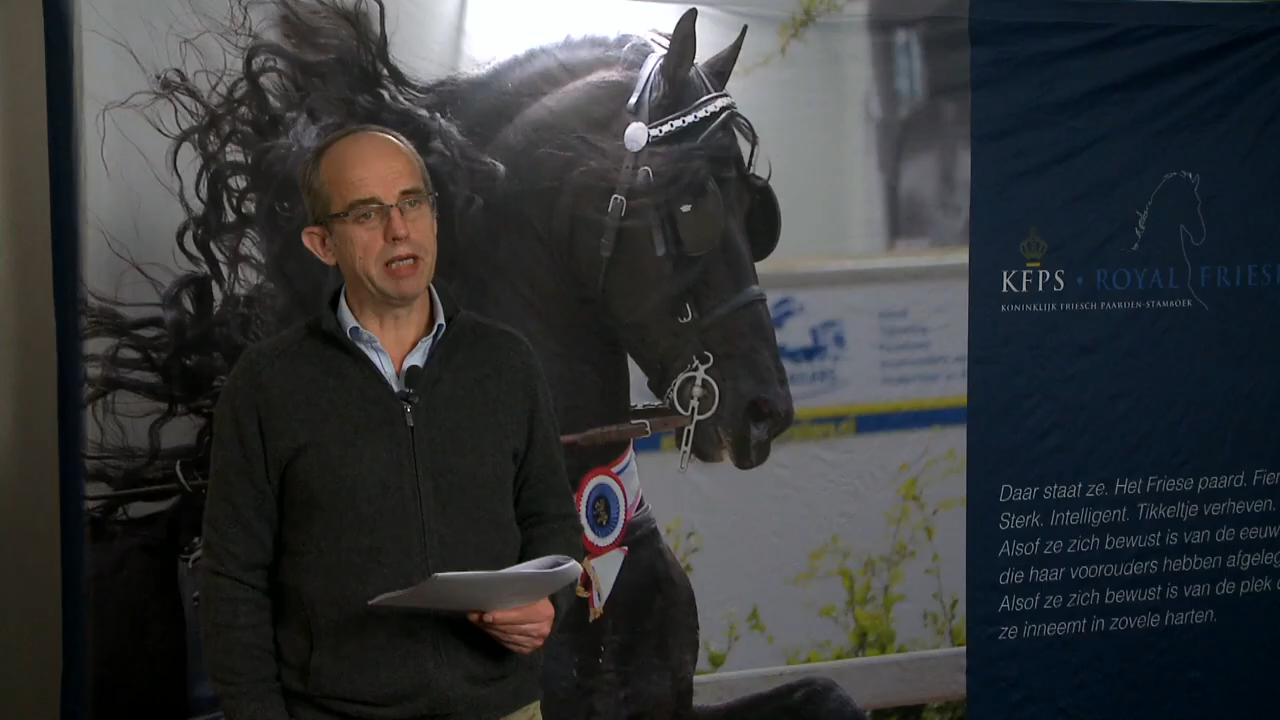 KFPS • ROYAL FRIES
KONINKLIJK FRIESCH PAARDEN-STAMBOEK
Daar staat ze. Het Friese paard. Fier
Sterk. Intelligent. Tikkeltje verheven.
Alsof ze zich bewust is van de eeuw
die haar voorouders hebben afgeleg
Alsof ze zich bewust is van de plek
ze inneemt in zovele harten.